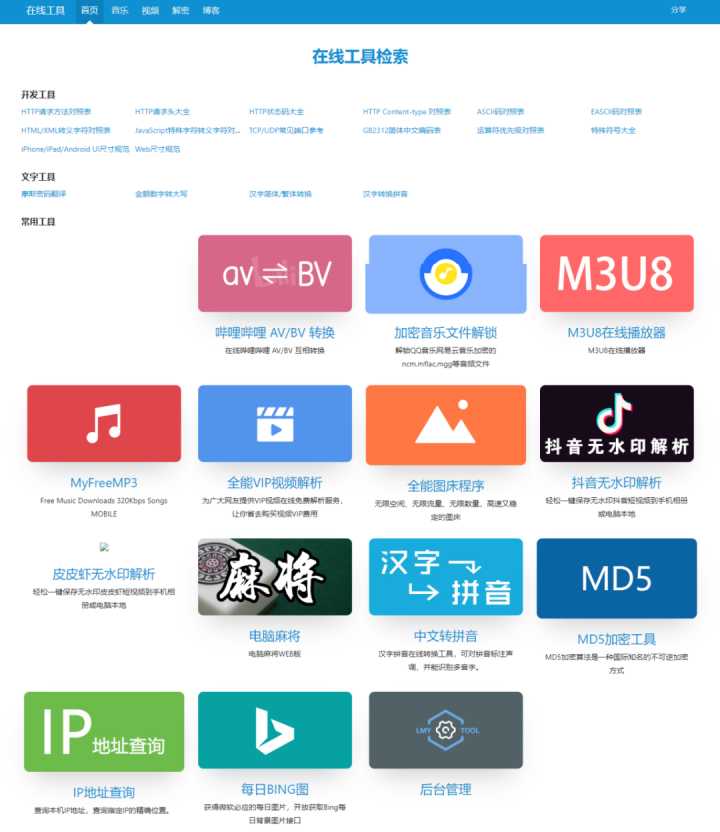 在线工具 首页 音乐 视频 解密 博客 分享
在线工具检索
开发工具
HTTP请求方法对照表 HTTP请求头大全 HTTP状态码大全 HTTP Content-type 对照表 ASCII码对照表 EASCII码对照表
HTML/XML转义字符对照表 JavaScript特殊字符转义字符对... TCP/UDP常见端口参考 GB2312简体中文编码表 运算符优先级对照表 特殊符号大全
iPhone/iPad/Android UI尺寸规范 Web尺寸规范
文字工具
摩斯密码翻译 金额数字转大写 汉字简体/繁体转换 汉字转换拼音
常用工具
av BV
哔哩哔哩 AV/BV 转换
在线哔哩哔哩 AV/BV 互相转换
加密音乐文件解锁
解锁QQ音乐网易云音乐加密的
ncm.mflac.mgg等音频文件
M3U8
M3U8在线播放器
M3U8在线播放器
MyFreeMP3
Free Music Downloads 320Kbps Songs
MOBILE
全能VIP视频解析
为广大网友提供VIP视频在线免费解析服务，
让你省去购买视频VIP费用
全能图床程序
无限空间，无限流量，无限数量，高速又稳
定的图床
抖音无水印解析
抖音无水印解析
轻松一键保存无水印抖音短视频到手机相册
或电脑本地
皮皮虾无水印解析
轻松一键保存无水印皮皮虾短视频到手机相
册或电脑本地
麻将
电脑麻将
电脑麻将WEB版
汉字
拼音
中文转拼音
汉字拼音在线转换工具，可对拼音标注声
调，并能识别多音字。
MD5
MD5加密工具
MD5加密算法是一种国际知名的不可逆加密
方式
IP地址查询
IP地址查询
查询本机IP地址，查询指定IP的精确位置。
每日BING图
获得微软必应的每日图片，开放获取Bing每
日背景图片接口
LMY TOOL
后台管理